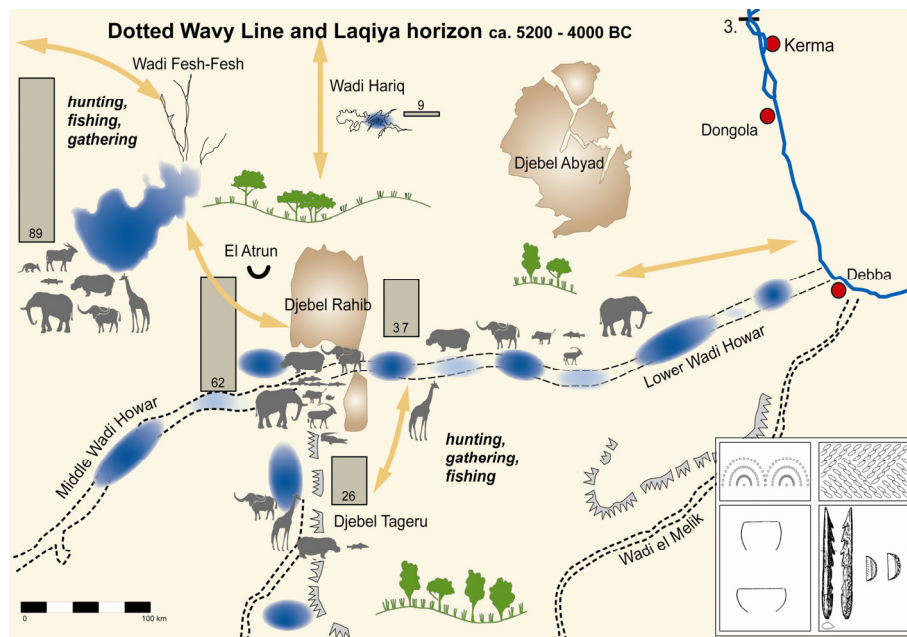 Dotted Wavy Line and Laqiya horizon ca. 5200 - 4000 BC
3.
Kerma
Wadi Fesh-Fesh
Wadi Hariq
9
hunting,
fishing,
gathering
Dongola
Djebel Abyad
89
El Atrun
Debba
Djebel Rahib
37
62
Lower Wadi Howar
Middle Wadi Howar
hunting,
gathering,
fishing
26
Djebel Tageru
Wadi el Melik
0
100 km